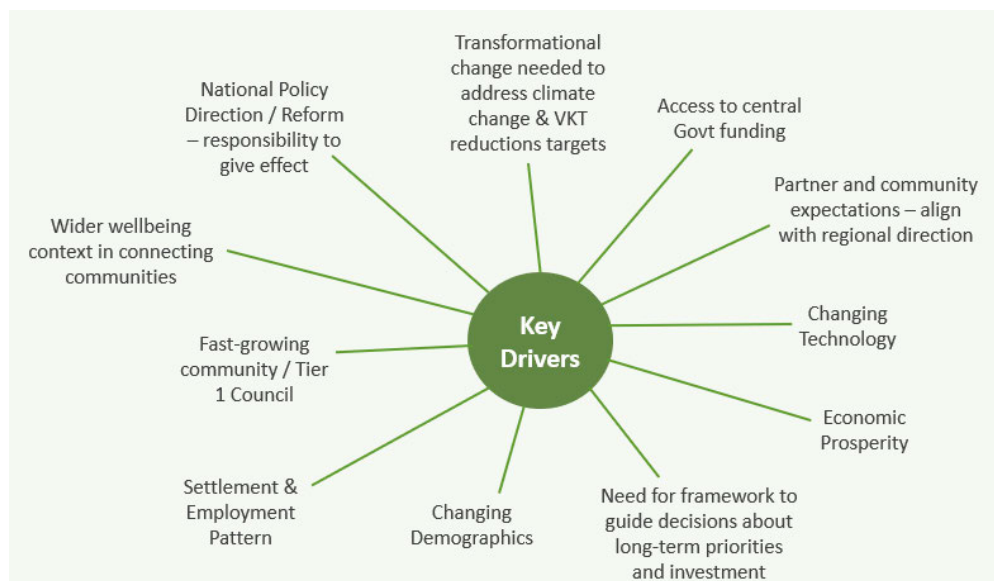 Transformational
change needed to
address climate
change & VKT
reductions targets
National Policy
Direction / Reform
– responsibility to
give effect
Access to central
Govt funding
Partner and community
expectations – align
with regional direction
Wider wellbeing
context in connecting
communities
Key
Drivers
Changing
Technology
Fast-growing
community / Tier
1 Council
Economic
Prosperity
Settlement &
Employment
Pattern
Changing
Demographics
Need for framework to
guide decisions about
long-term priorities
and investment